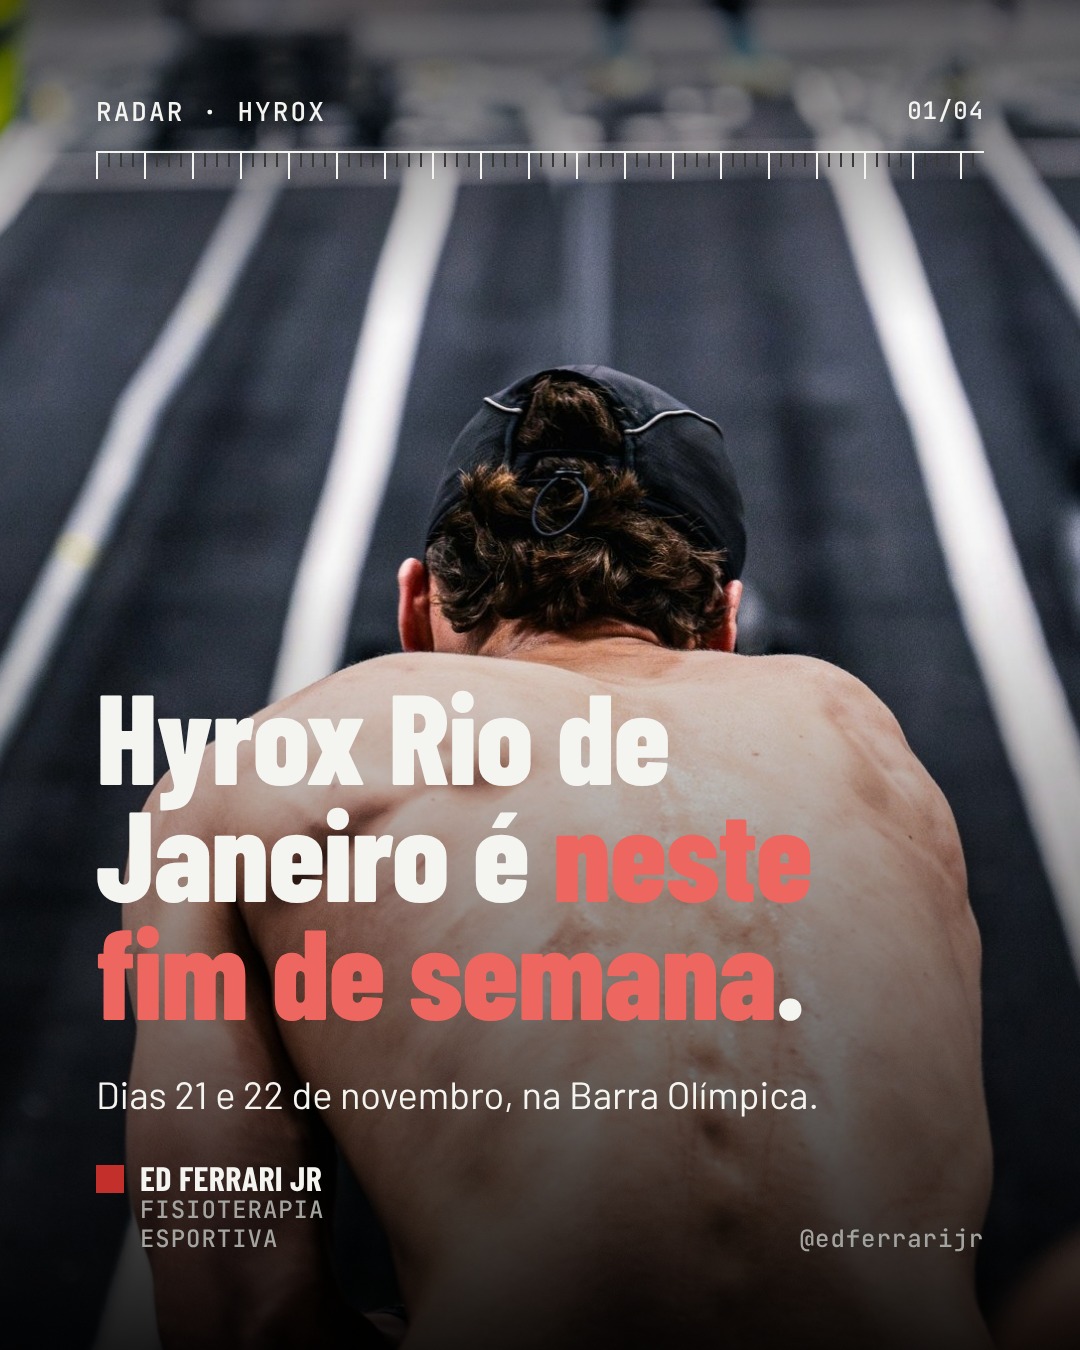 RADAR · HYROX
01/04
Hyrox Rio de
Janeiro é neste
fim de semana.
Dias 21 e 22 de novembro, na Barra Olímpica.
ED FERRARI JR
FISIOTERAPIA
ESPORTIVA
@edferrarijr